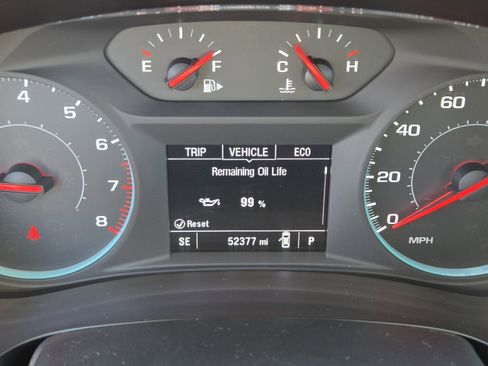 E F
C H
4 5 6 7 8
TRIP VEHICLE ECO
Remaining Oil Life
99 %
Reset
SE 52377 mi P
0 20 40 60 80
MPH